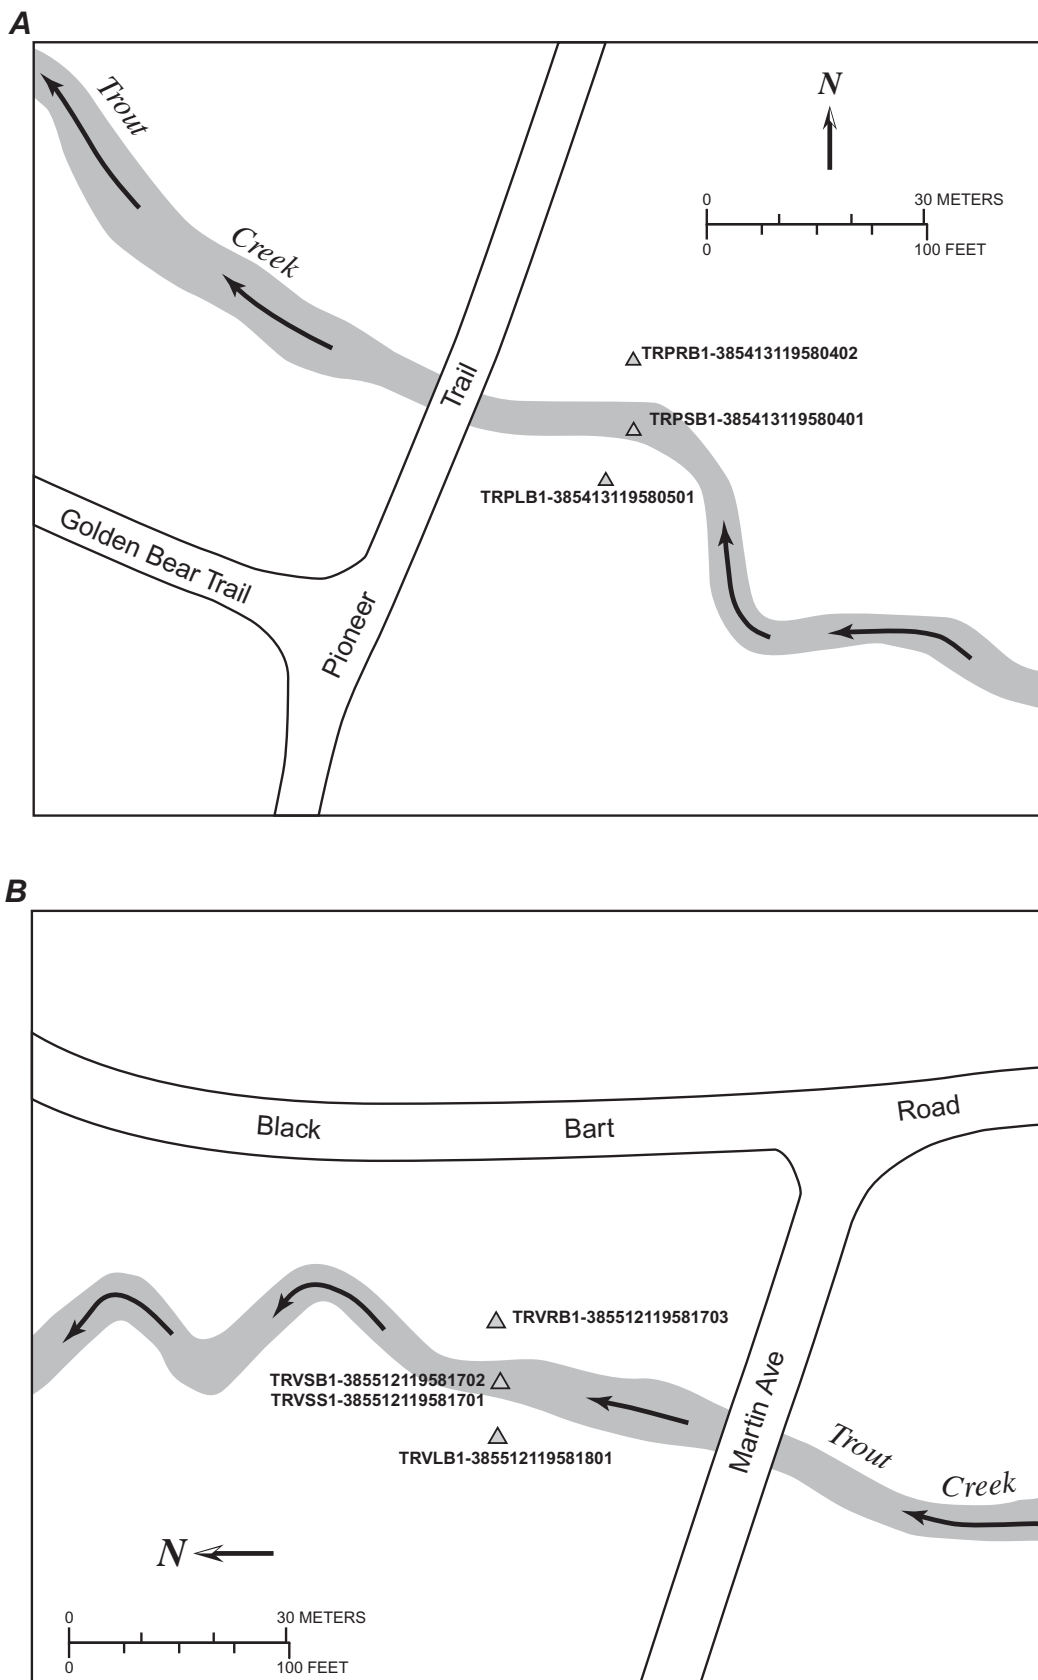 A
Trout
Creek
N
0 30 METERS
0 100 FEET
TRPRB1-385413119580402
Trail
TRPSB1-385413119580401
TRPLB1-385413119580501
Golden Bear Trail
Pioneer
B
Black Bart Road
TRVRB1-385512119581703
TRVSB1-385512119581702
TRVSS1-385512119581701
TRVLB1-385512119581801
Martin Ave
Trout
Creek
N
0 30 METERS
0 100 FEET